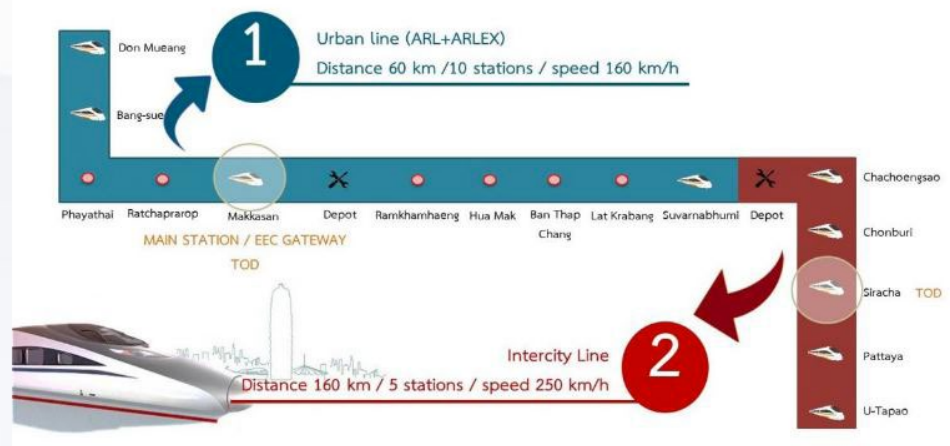 1
Urban line (ARL+ARLEX)
Distance 60 km /10 stations / speed 160 km/h
Don Mueang
Bang-sue
Phayathai
Ratchaprarop
Makkasan
Depot
Ramkhamhaeng
Hua Mak
Ban Thap
Chang
Lat Krabang
Suvarnabhumi
Depot
MAIN STATION / EEC GATEWAY
TOD
Chachoengsao
Chonburi
Siracha TOD
Pattaya
U-Tapao
2
Intercity Line
Distance 160 km / 5 stations / speed 250 km/h